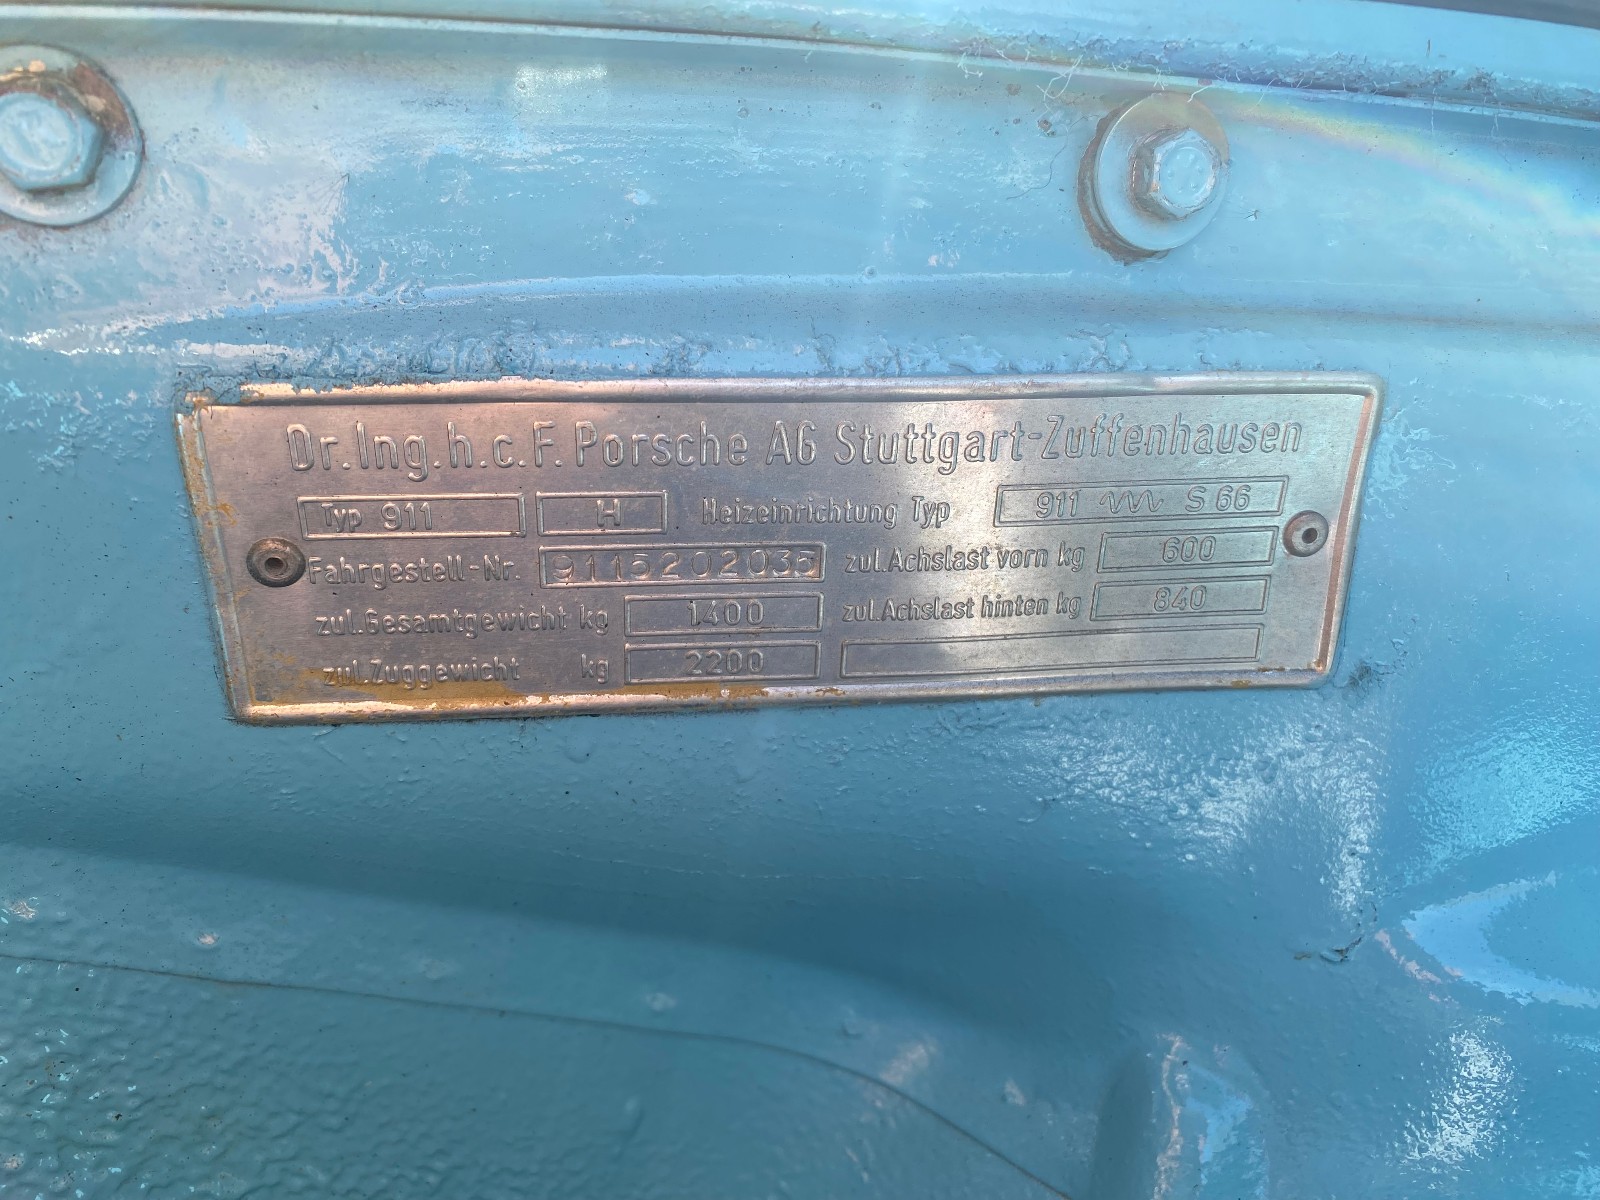 Dr.Ing.h.c.F. Porsche AG Stuttgart-Zuffenhausen
Typ 911 H Heizeinrichtung Typ 911 S 66
Fahrgestell-Nr. 9115202035 zul.Achslast vorn kg 600
zul.Gesamtgewicht kg 1400 zul.Achslast hinten kg 840
zul.Zuggewicht kg 2200